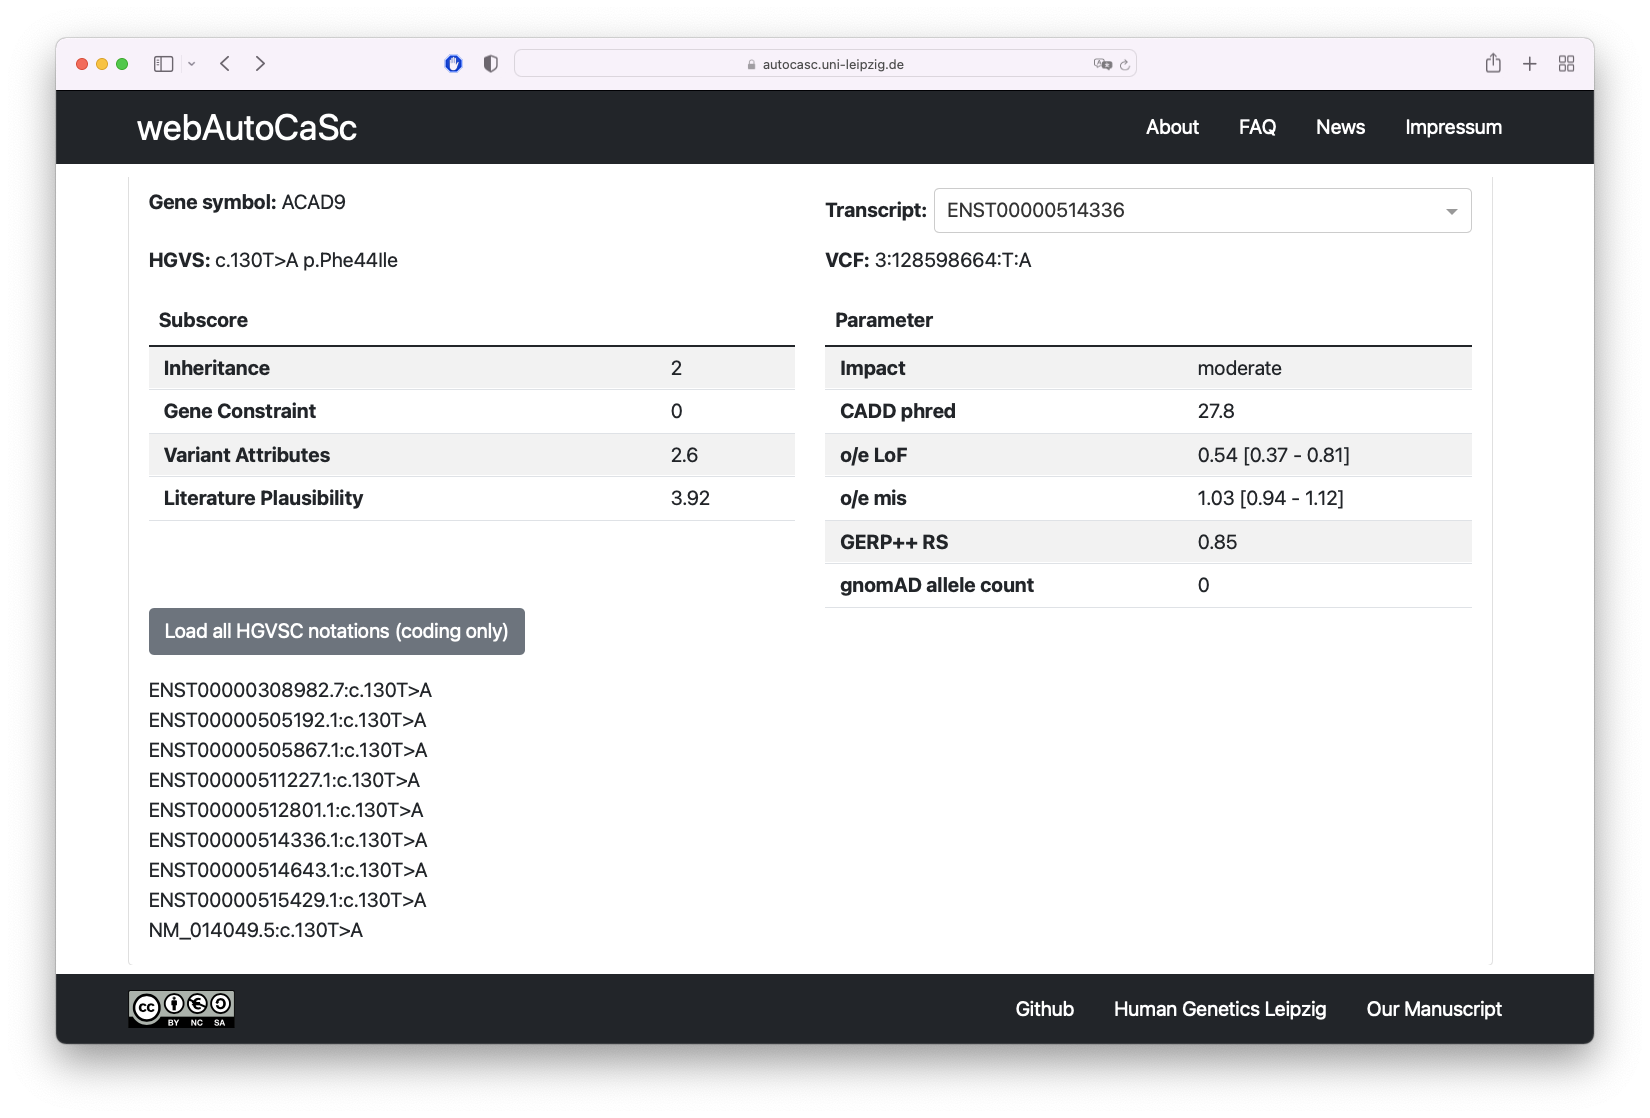 autocasc.uni-leipzig.de
webAutoCaSc
About FAQ News Impressum
Gene symbol: ACAD9
Transcript: ENST00000514336
HGVS: c.130T>A p.Phe44Ile
VCF: 3:128598664:T:A
Subscore
Inheritance 2
Gene Constraint 0
Variant Attributes 2.6
Literature Plausibility 3.92
Parameter
Impact moderate
CADD phred 27.8
o/e LoF 0.54 [0.37 - 0.81]
o/e mis 1.03 [0.94 - 1.12]
GERP++ RS 0.85
gnomAD allele count 0
Load all HGVSC notations (coding only)
ENST00000308982.7:c.130T>A
ENST00000505192.1:c.130T>A
ENST00000505867.1:c.130T>A
ENST00000511227.1:c.130T>A
ENST00000512801.1:c.130T>A
ENST00000514336.1:c.130T>A
ENST00000514643.1:c.130T>A
ENST00000515429.1:c.130T>A
NM_014049.5:c.130T>A
cc
BY NC SA
Github Human Genetics Leipzig Our Manuscript